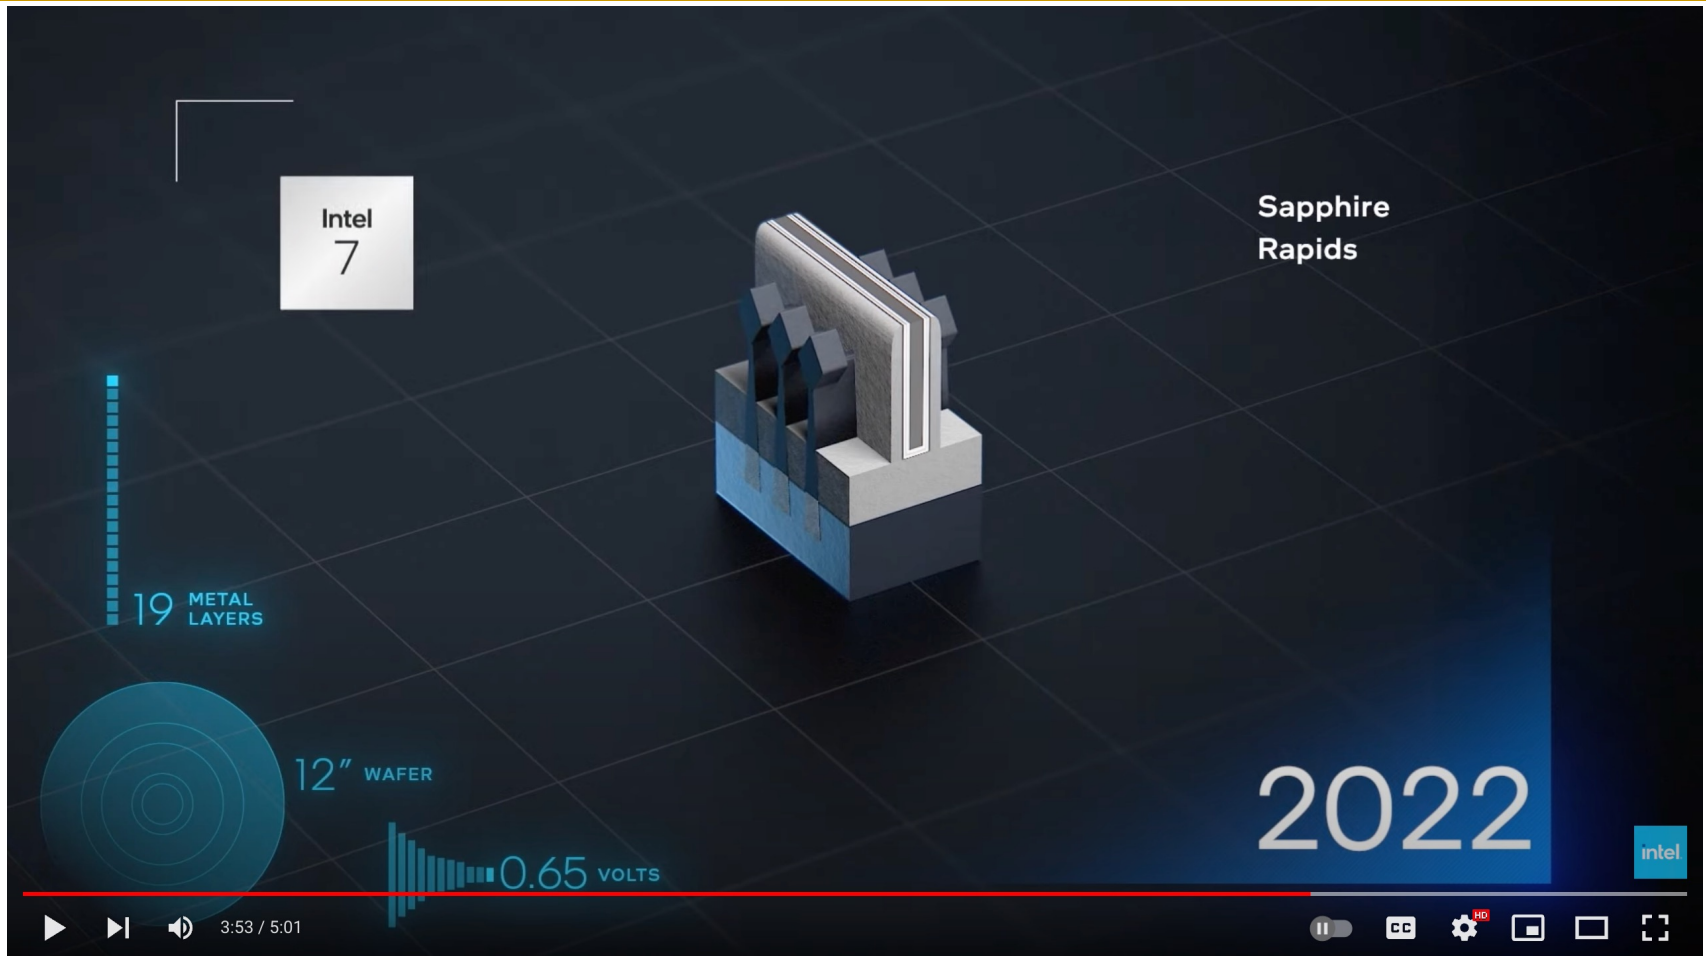 Intel
7
Sapphire
Rapids
19 METAL
LAYERS
12” WAFER
0.65 VOLTS
2022
intel.
3:53 / 5:01
CC
HD